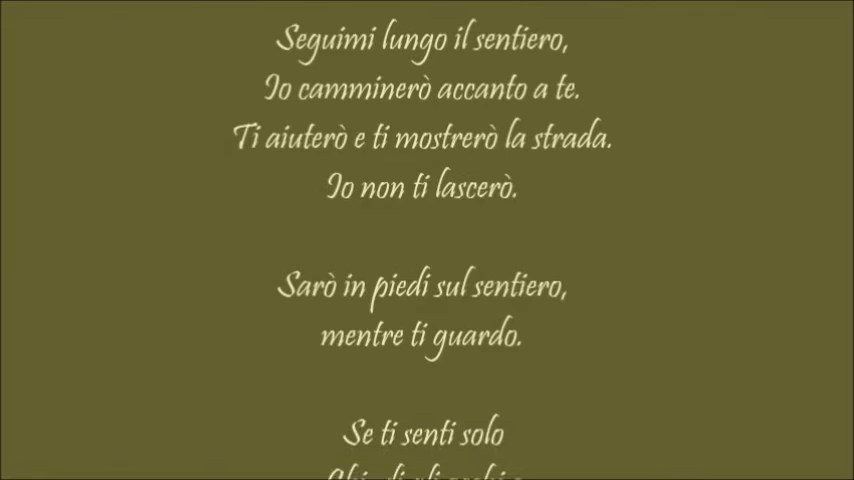 Seguimi lungo il sentiero,
Io camminerò accanto a te.
Ti aiuterò e ti mostrerò la strada.
Io non ti lascerò.
Sarò in piedi sul sentiero,
mentre ti guardo.
Se ti senti solo